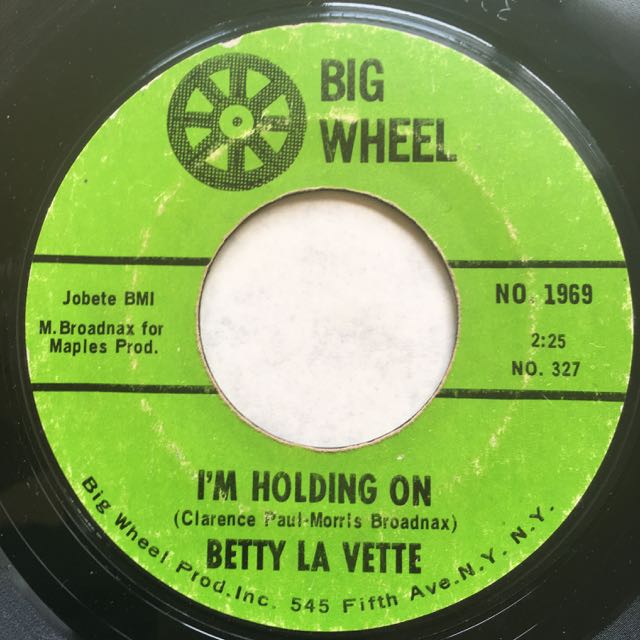 BIG
WHEEL
Jobete BMI
M. Broadnax for
Maples Prod.
NO. 1969
2:25
NO. 327
I'M HOLDING ON
(Clarence Paul-Morris Broadnax)
BETTY LA VETTE
Big Wheel Prod.Inc. 545 Fifth Ave.N.Y. N.Y.